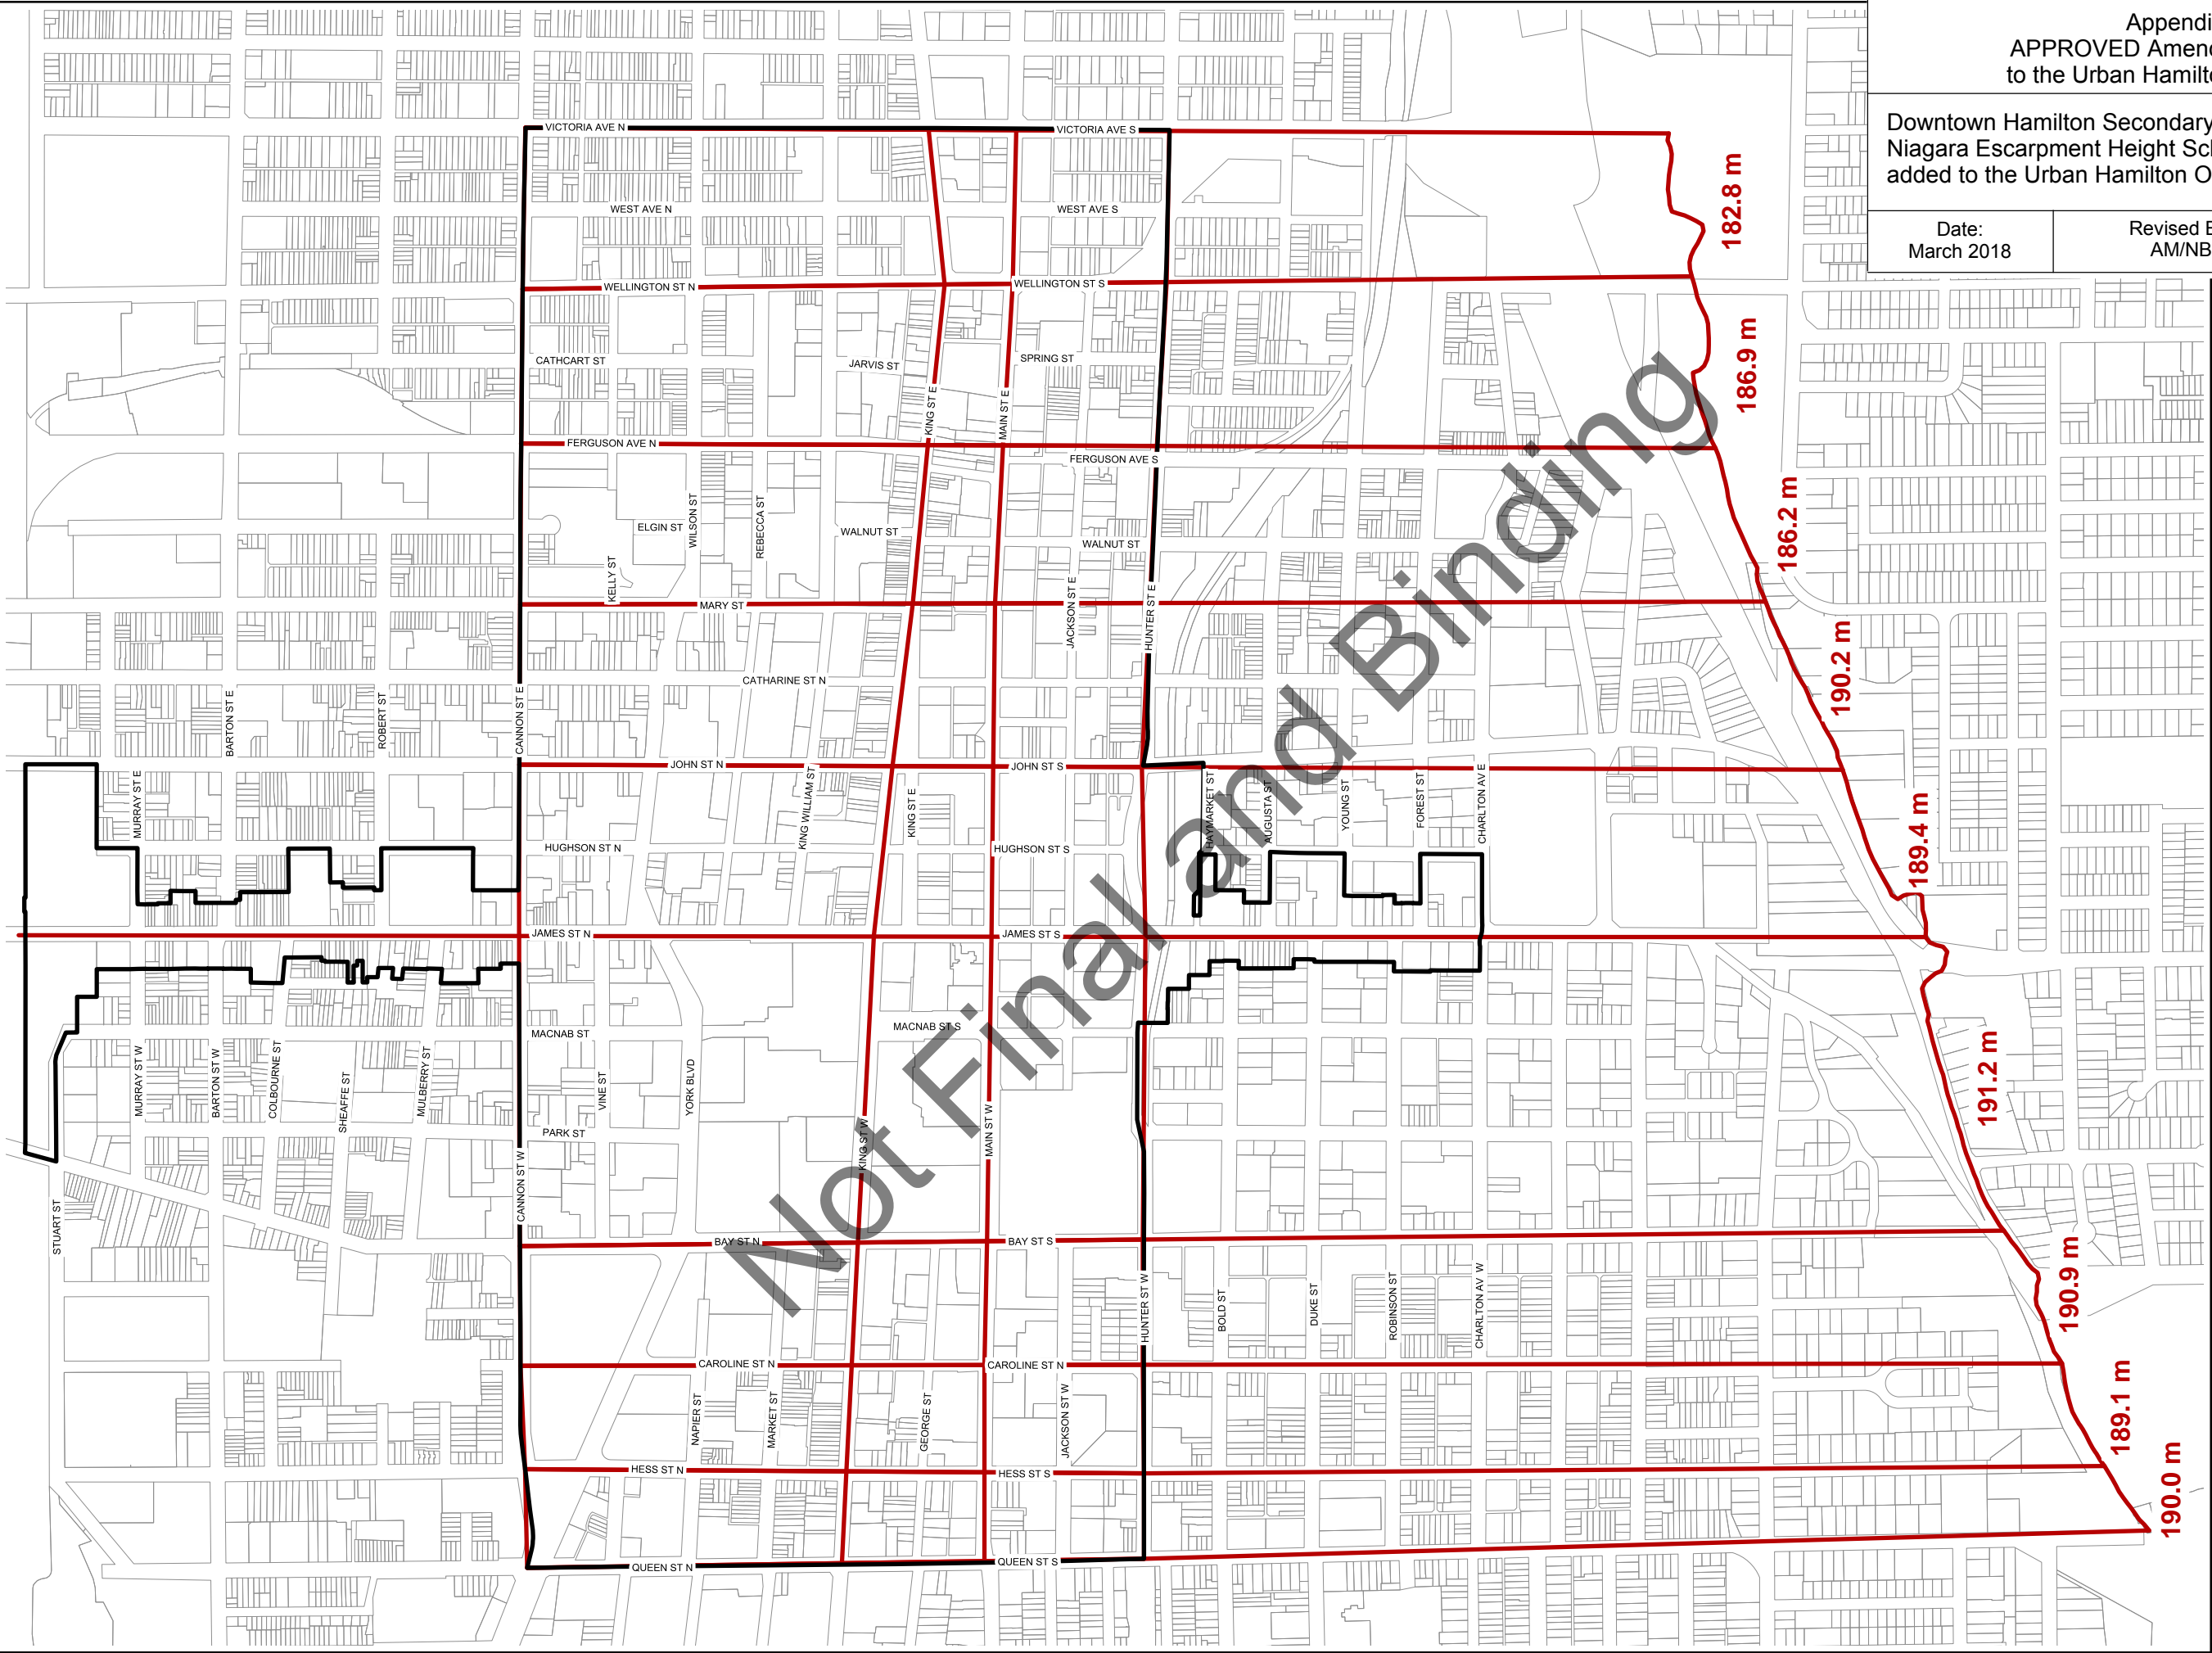 Appendi
APPROVED Amen
to the Urban Hamilt
Downtown Hamilton Secondary
Niagara Escarpment Height Sc
added to the Urban Hamilton O
Date:
March 2018
Revised
AM/NB
VICTORIA AVE N
VICTORIA AVE S
182.8 m
WEST AVE N
WEST AVE S
WELLINGTON ST N
WELLINGTON ST S
186.9 m
CATHCART ST
JARVIS ST
SPRING ST
KING ST E
MAIN ST E
FERGUSON AVE N
FERGUSON AVE S
186.2 m
ELGIN ST
WILSON ST
REBECCA ST
WALNUT ST
WALNUT ST
KELLY ST
MARY ST
JACKSON ST E
HUNTER ST E
190.2 m
CATHARINE ST N
BARTON ST E
ROBERT ST
CANNON ST E
JOHN ST N
JOHN ST S
MURRAY ST E
KING WILLIAM ST
KING ST E
HAYMARKET ST
AUGUSTA ST
YOUNG ST
FOREST ST
CHARLTON AV E
189.4 m
HUGHSON ST N
HUGHSON ST S
JAMES ST N
JAMES ST S
191.2 m
MACNAB ST
MACNAB ST S
MURRAY ST W
BARTON ST W
COLBOURNE ST
SHEAFFE ST
MULBERRY ST
VINE ST
YORK BLVD
PARK ST
KING ST W
MAIN ST W
CANNON ST W
STUART ST
BAY ST N
BAY ST S
190.9 m
HUNTER ST W
BOLD ST
DUKE ST
ROBINSON ST
CHARLTON AV W
CAROLINE ST N
CAROLINE ST N
189.1 m
NAPIER ST
MARKET ST
GEORGE ST
JACKSON ST W
HESS ST N
HESS ST S
190.0 m
QUEEN ST N
QUEEN ST S
Not Final and Binding